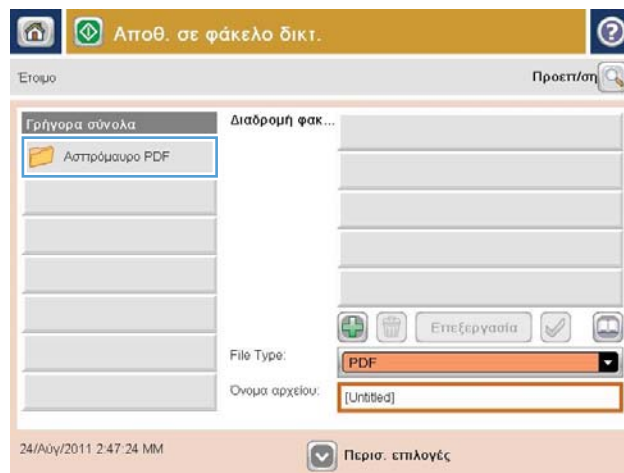 Αποθ. σε φάκελο δικτ.
Έτοιμο
Προεπ/ση
Γρήγορα σύνολα
Διαδρομή φακ...
Ασπρόμαυρο PDF
Επεξεργασία
File Type:
PDF
Όνομα αρχείου:
[Untitled]
24/Αύγ/2011 2:47:24 MM
Περισ. επιλογές